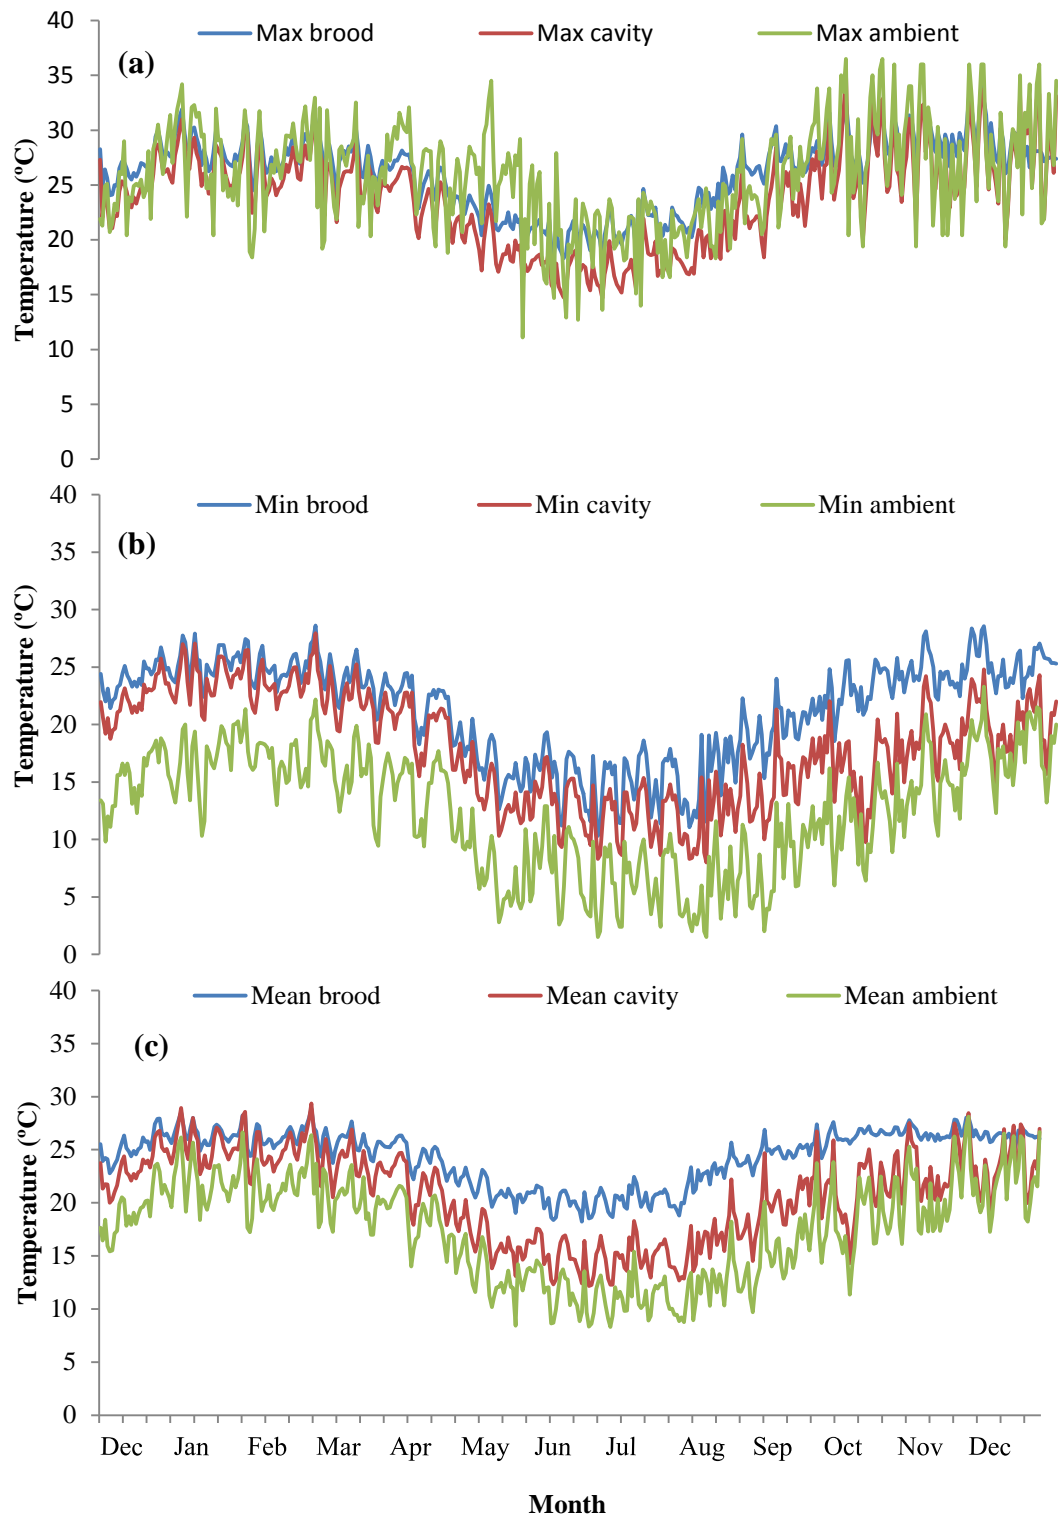 40
Max brood Max cavity Max ambient
(a)
35
30
25
20
15
10
5
0
Temperature (ºC)
40
Min brood Min cavity Min ambient
(b)
35
30
25
20
15
10
5
0
Temperature (ºC)
40
Mean brood Mean cavity Mean ambient
(c)
35
30
25
20
15
10
5
0
Temperature (ºC)
Dec Jan Feb Mar Apr May Jun Jul Aug Sep Oct Nov Dec
Month